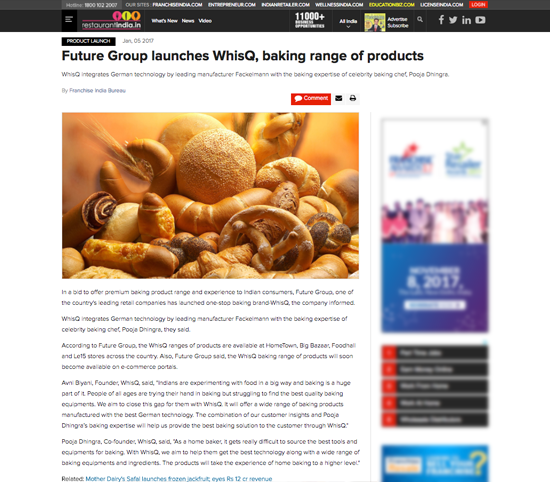 Hotline: 1800 102 2007 OUR SITES : FRANCHISEINDIA.COM ENTREPRENEUR.COM INDIANRETAILER.COM WELLNESSINDIA.COM EDUCATIONBIZ.COM LICENSEINDIA.COM LOGIN
restaurantindia.in What's New News Video 11000+ BUSINESS OPPORTUNITIES All India Advertise Subscribe
PRODUCT LAUNCH Jan, 05 2017
Future Group launches WhisQ, baking range of products
WhisQ integrates German technology by leading manufacturer Fackelmann with the baking expertise of celebrity baking chef, Pooja Dhingra.
By Franchise India Bureau
Comment
In a bid to offer premium baking product range and experience to Indian consumers, Future Group, one of
the country's leading retail companies has launched one-stop baking brand-WhisQ, the company informed.
WhisQ integrates German technology by leading manufacturer Fackelmann with the baking expertise of
celebrity baking chef, Pooja Dhingra, they said.
According to Future Group, the WhisQ ranges of products are available at HomeTown, Big Bazaar, Foodhall
and Le15 stores across the country. Also, Future Group said, the WhisQ baking range of products will soon
become available on e-commerce portals.
Avni Biyani, Founder, WhisQ, said, "Indians are experimenting with food in a big way and baking is a huge
part of it. People of all ages are trying their hand in baking but struggling to find the best quality baking
equipments. We aim to close this gap for them with WhisQ. It will offer a wide range of baking products
manufactured with the best German technology. The combination of our customer insights and Pooja
Dhingra's baking expertise will help us provide the best baking solution to the customer through WhisQ."
Pooja Dhingra, Co-founder, WhisQ, said, "As a home baker, it gets really difficult to source the best tools and
equipments for baking. With WhisQ, we aim to help them get the best technology along with a wide range of
baking equipments and ingredients. The products will take the experience of home baking to a higher level."
Related: Mother Dairy's Safal launches frozen jackfruit; eyes Rs 12 cr revenue
NOVEMBER
8, 2017,
Part Time Jobs
Earn Money Online
Work From Home
Work At Home
Wholesale Distributor